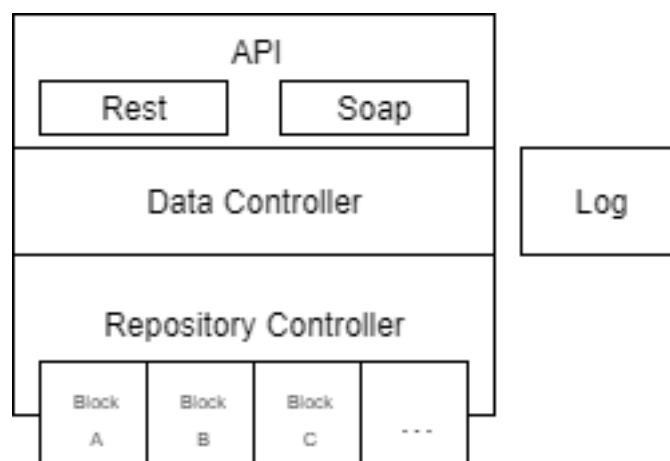 API
Rest Soap
Data Controller Log
Repository Controller
Block Block Block
A B C ...